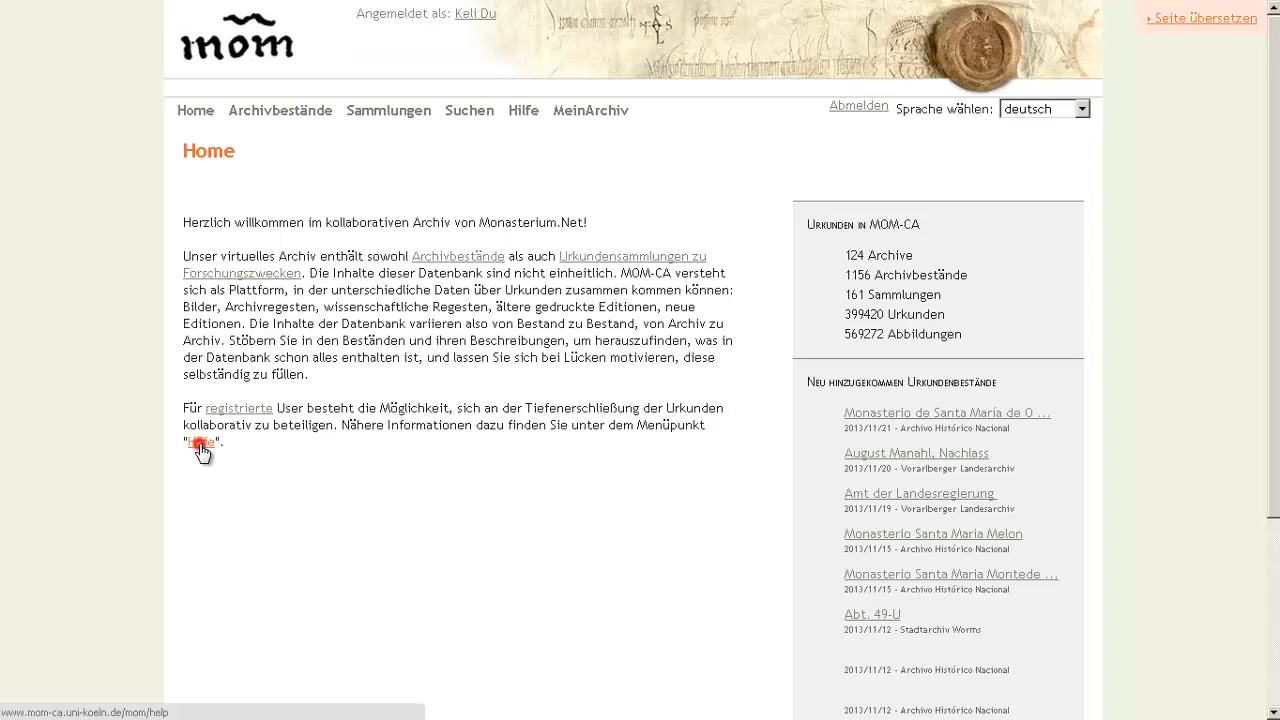 mom
Angemeldet als: Keli Du
› Seite übersetzen
Home Archivbestände Sammlungen Suchen Hilfe MeinArchiv
Abmelden Sprache wählen: deutsch
Home
Herzlich willkommen im kollaborativen Archiv von Monasterium.Net!
Unser virtuelles Archiv enthält sowohl Archivbestände als auch Urkundensammlungen zu
Forschungszwecken. Die Inhalte dieser Datenbank sind nicht einheitlich. MOM-CA versteht
sich als Plattform, in der unterschiedliche Daten über Urkunden zusammen kommen können:
Bilder, Archivregesten, wissenschaftliche Regesten, ältere gedruckte Editionen, neue
Editionen. Die Inhalte der Datenbank variieren also von Bestand zu Bestand, von Archiv zu
Archiv. Stöbern Sie in den Beständen und ihren Beschreibungen, um herauszufinden, was in
der Datenbank schon alles enthalten ist, und lassen Sie sich bei Lücken motivieren, diese
selbständig zu füllen.
Für registrierte User besteht die Möglichkeit, sich an der Tiefenerschließung der Urkunden
kollaborativ zu beteiligen. Nähere Informationen dazu finden Sie unter dem Menüpunkt
"Hilfe".
Urkunden in MOM-CA
124 Archive
1156 Archivbestände
161 Sammlungen
399420 Urkunden
569272 Abbildungen
Neu hinzugekommen Urkundenbestände
Monasterio de Santa María de O ...
2013/11/21 - Archivo Histórico Nacional
August Manahl, Nachlass
2013/11/20 - Vorarlberger Landesarchiv
Amt der Landesregierung
2013/11/19 - Vorarlberger Landesarchiv
Monasterio Santa Maria Melon
2013/11/15 - Archivo Histórico Nacional
Monasterio Santa Maria Montede ...
2013/11/15 - Archivo Histórico Nacional
Abt. 49-U
2013/11/12 - Stadtarchiv Worms
2013/11/12 - Archivo Histórico Nacional
2013/11/12 - Archivo Histórico Nacional
www.mom-ca.uni-koeln.de/mom/help